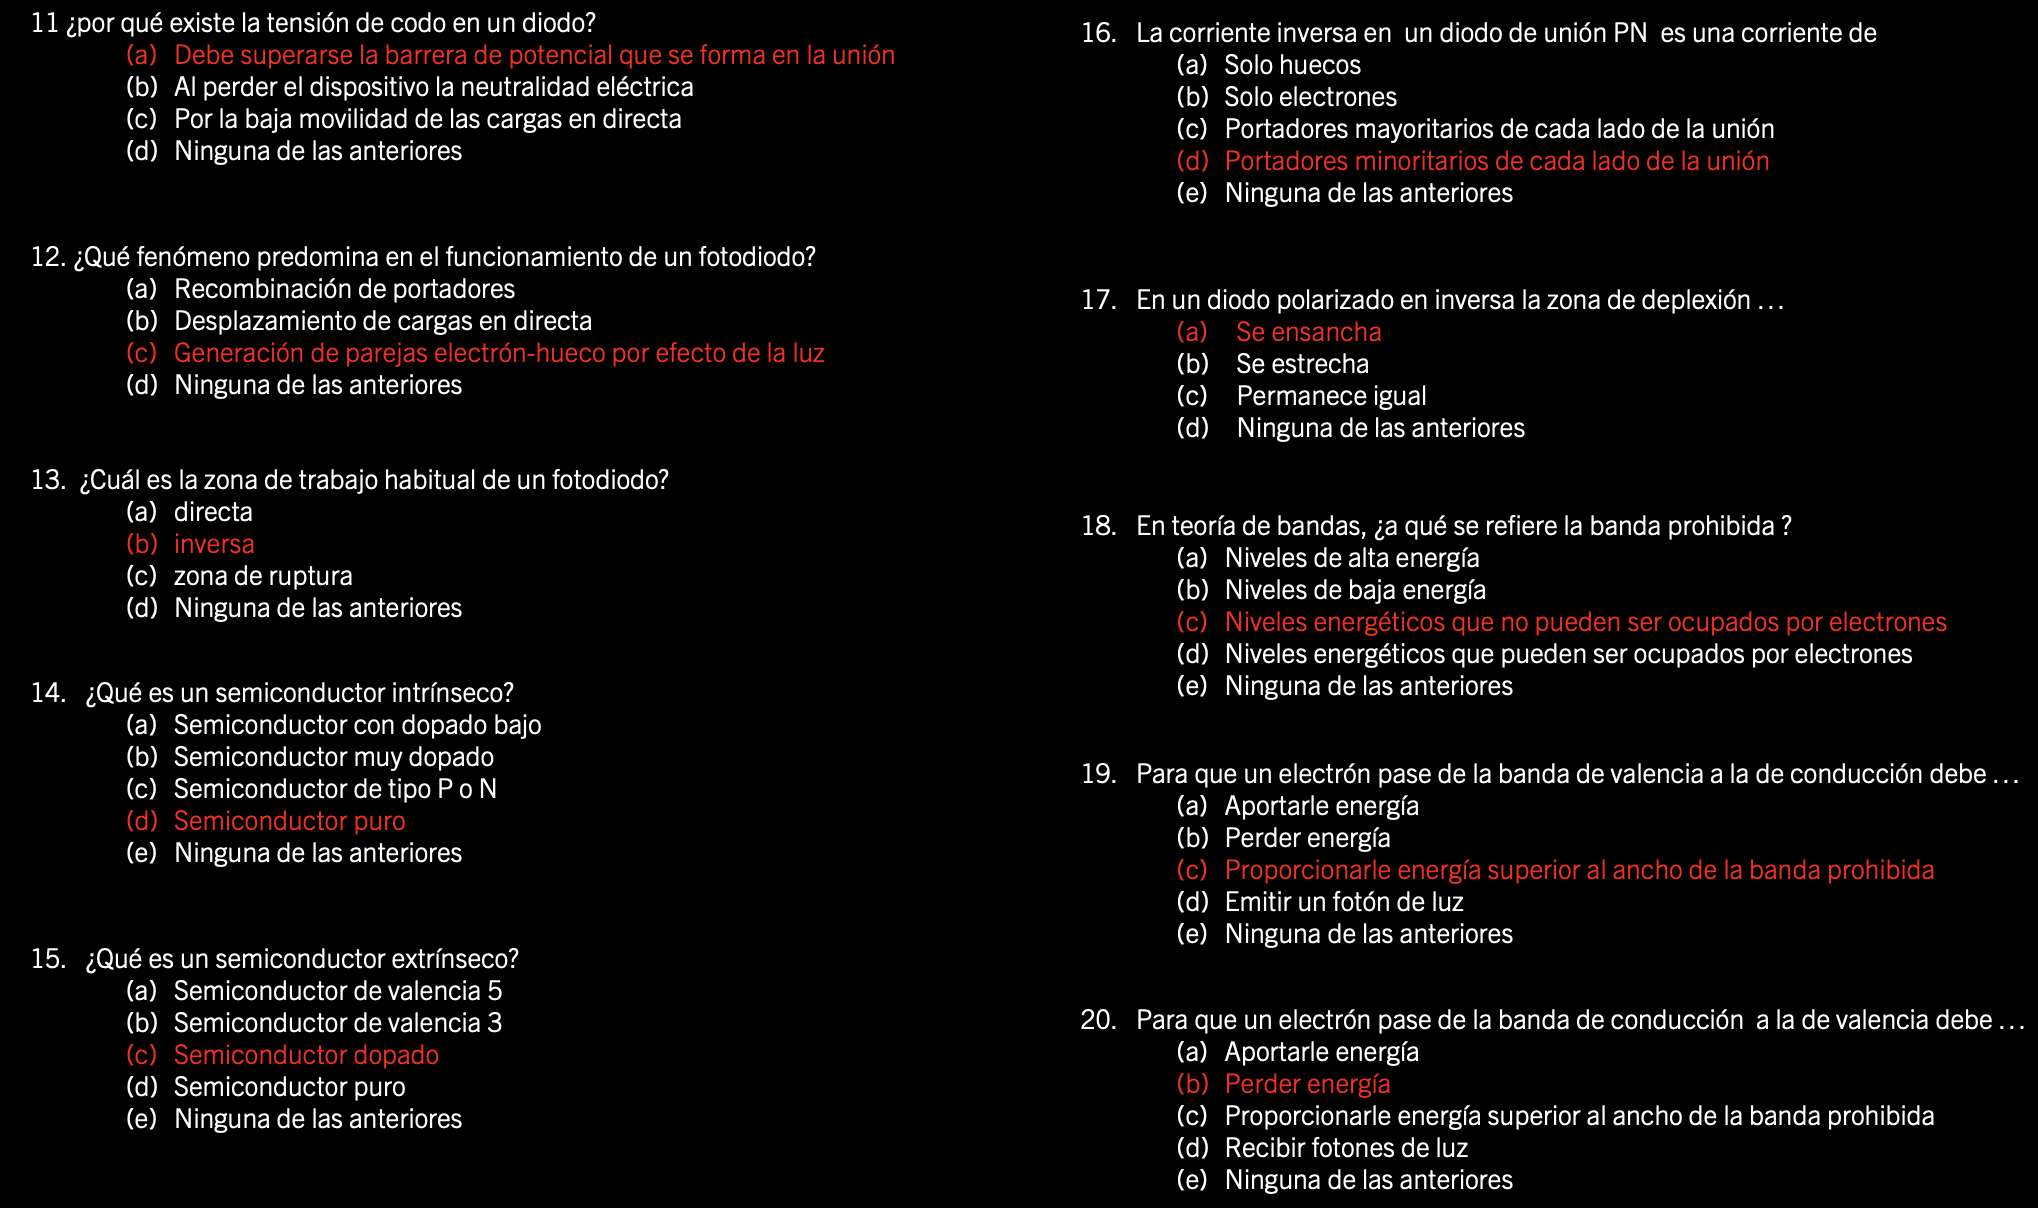 11 ¿por qué existe la tensión de codo en un diodo?
(a) Debe superarse la barrera de potencial que se forma en la unión
(b) Al perder el dispositivo la neutralidad eléctrica
(c) Por la baja movilidad de las cargas en directa
(d) Ninguna de las anteriores
12. ¿Qué fenómeno predomina en el funcionamiento de un fotodiodo?
(a) Recombinación de portadores
(b) Desplazamiento de cargas en directa
(c) Generación de parejas electrón-hueco por efecto de la luz
(d) Ninguna de las anteriores
13. ¿Cuál es la zona de trabajo habitual de un fotodiodo?
(a) directa
(b) inversa
(c) zona de ruptura
(d) Ninguna de las anteriores
14. ¿Qué es un semiconductor intrínseco?
(a) Semiconductor con dopado bajo
(b) Semiconductor muy dopado
(c) Semiconductor de tipo P o N
(d) Semiconductor puro
(e) Ninguna de las anteriores
15. ¿Qué es un semiconductor extrínseco?
(a) Semiconductor de valencia 5
(b) Semiconductor de valencia 3
(c) Semiconductor dopado
(d) Semiconductor puro
(e) Ninguna de las anteriores
16. La corriente inversa en un diodo de unión PN es una corriente de
(a) Solo huecos
(b) Solo electrones
(c) Portadores mayoritarios de cada lado de la unión
(d) Portadores minoritarios de cada lado de la unión
(e) Ninguna de las anteriores
17. En un diodo polarizado en inversa la zona de deplexión ...
(a) Se ensancha
(b) Se estrecha
(c) Permanece igual
(d) Ninguna de las anteriores
18. En teoría de bandas, ¿a qué se refiere la banda prohibida ?
(a) Niveles de alta energía
(b) Niveles de baja energía
(c) Niveles energéticos que no pueden ser ocupados por electrones
(d) Niveles energéticos que pueden ser ocupados por electrones
(e) Ninguna de las anteriores
19. Para que un electrón pase de la banda de valencia a la de conducción debe ...
(a) Aportarle energía
(b) Perder energía
(c) Proporcionarle energía superior al ancho de la banda prohibida
(d) Emitir un fotón de luz
(e) Ninguna de las anteriores
20. Para que un electrón pase de la banda de conducción a la de valencia debe ...
(a) Aportarle energía
(b) Perder energía
(c) Proporcionarle energía superior al ancho de la banda prohibida
(d) Recibir fotones de luz
(e) Ninguna de las anteriores